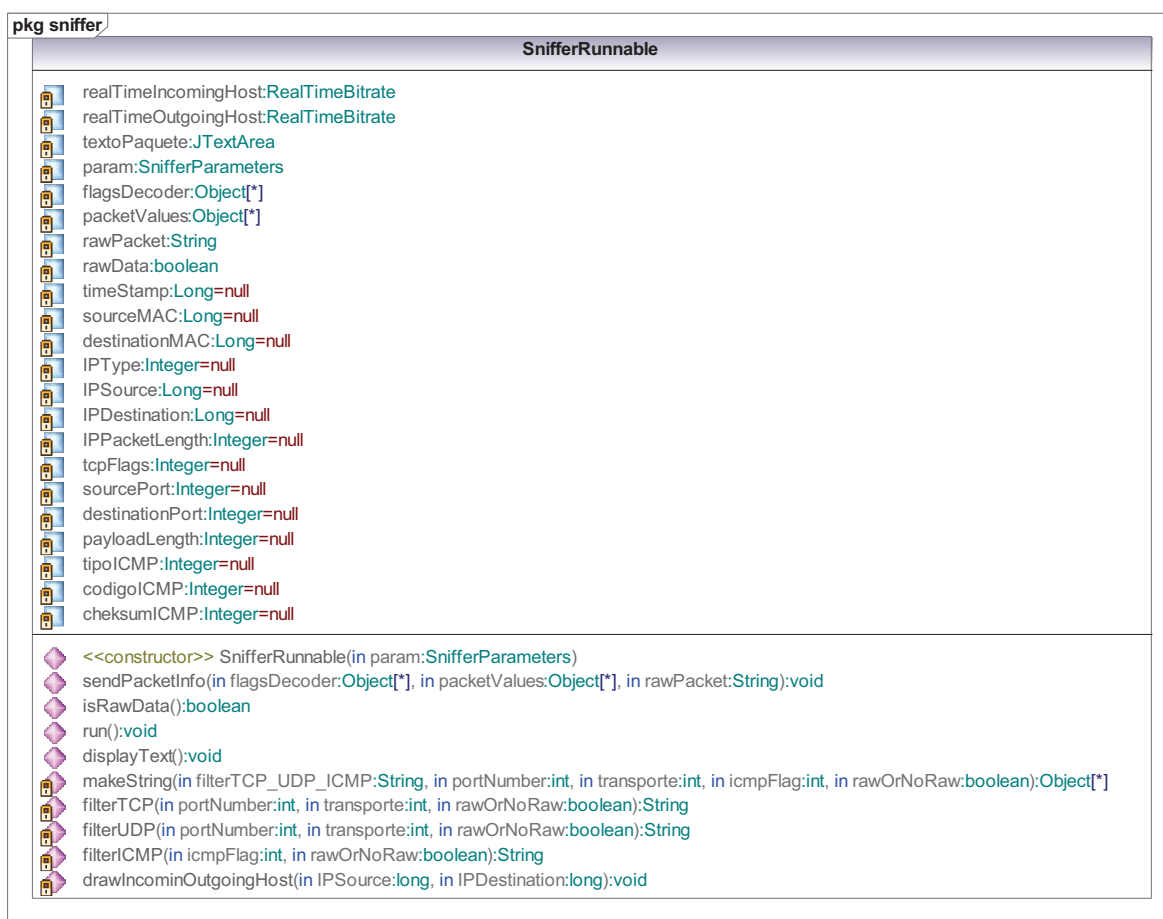 pkg sniffer
SnifferRunnable
realTimeIncomingHost:RealTimeBitrate
realTimeOutgoingHost:RealTimeBitrate
textoPaquete:JTextArea
param:SnifferParameters
flagsDecoder:Object[*]
packetValues:Object[*]
rawPacket:String
rawData:boolean
timeStamp:Long=null
sourceMAC:Long=null
destinationMAC:Long=null
IPType:Integer=null
IPSource:Long=null
IPDestination:Long=null
IPPacketLength:Integer=null
tcpFlags:Integer=null
sourcePort:Integer=null
destinationPort:Integer=null
payloadLength:Integer=null
tipoICMP:Integer=null
codigoICMP:Integer=null
cheksumICMP:Integer=null
<<constructor>> SnifferRunnable(in param:SnifferParameters)
sendPacketInfo(in flagsDecoder:Object[*], in packetValues:Object[*], in rawPacket:String):void
isRawData():boolean
run():void
displayText():void
makeString(in filterTCP_UDP_ICMP:String, in portNumber:int, in transporte:int, in icmpFlag:int, in rawOrNoRaw:boolean):Object[*]
filterTCP(in portNumber:int, in transporte:int, in rawOrNoRaw:boolean):String
filterUDP(in portNumber:int, in transporte:int, in rawOrNoRaw:boolean):String
filterICMP(in icmpFlag:int, in rawOrNoRaw:boolean):String
drawIncominOutgoingHost(in IPSource:long, in IPDestination:long):void